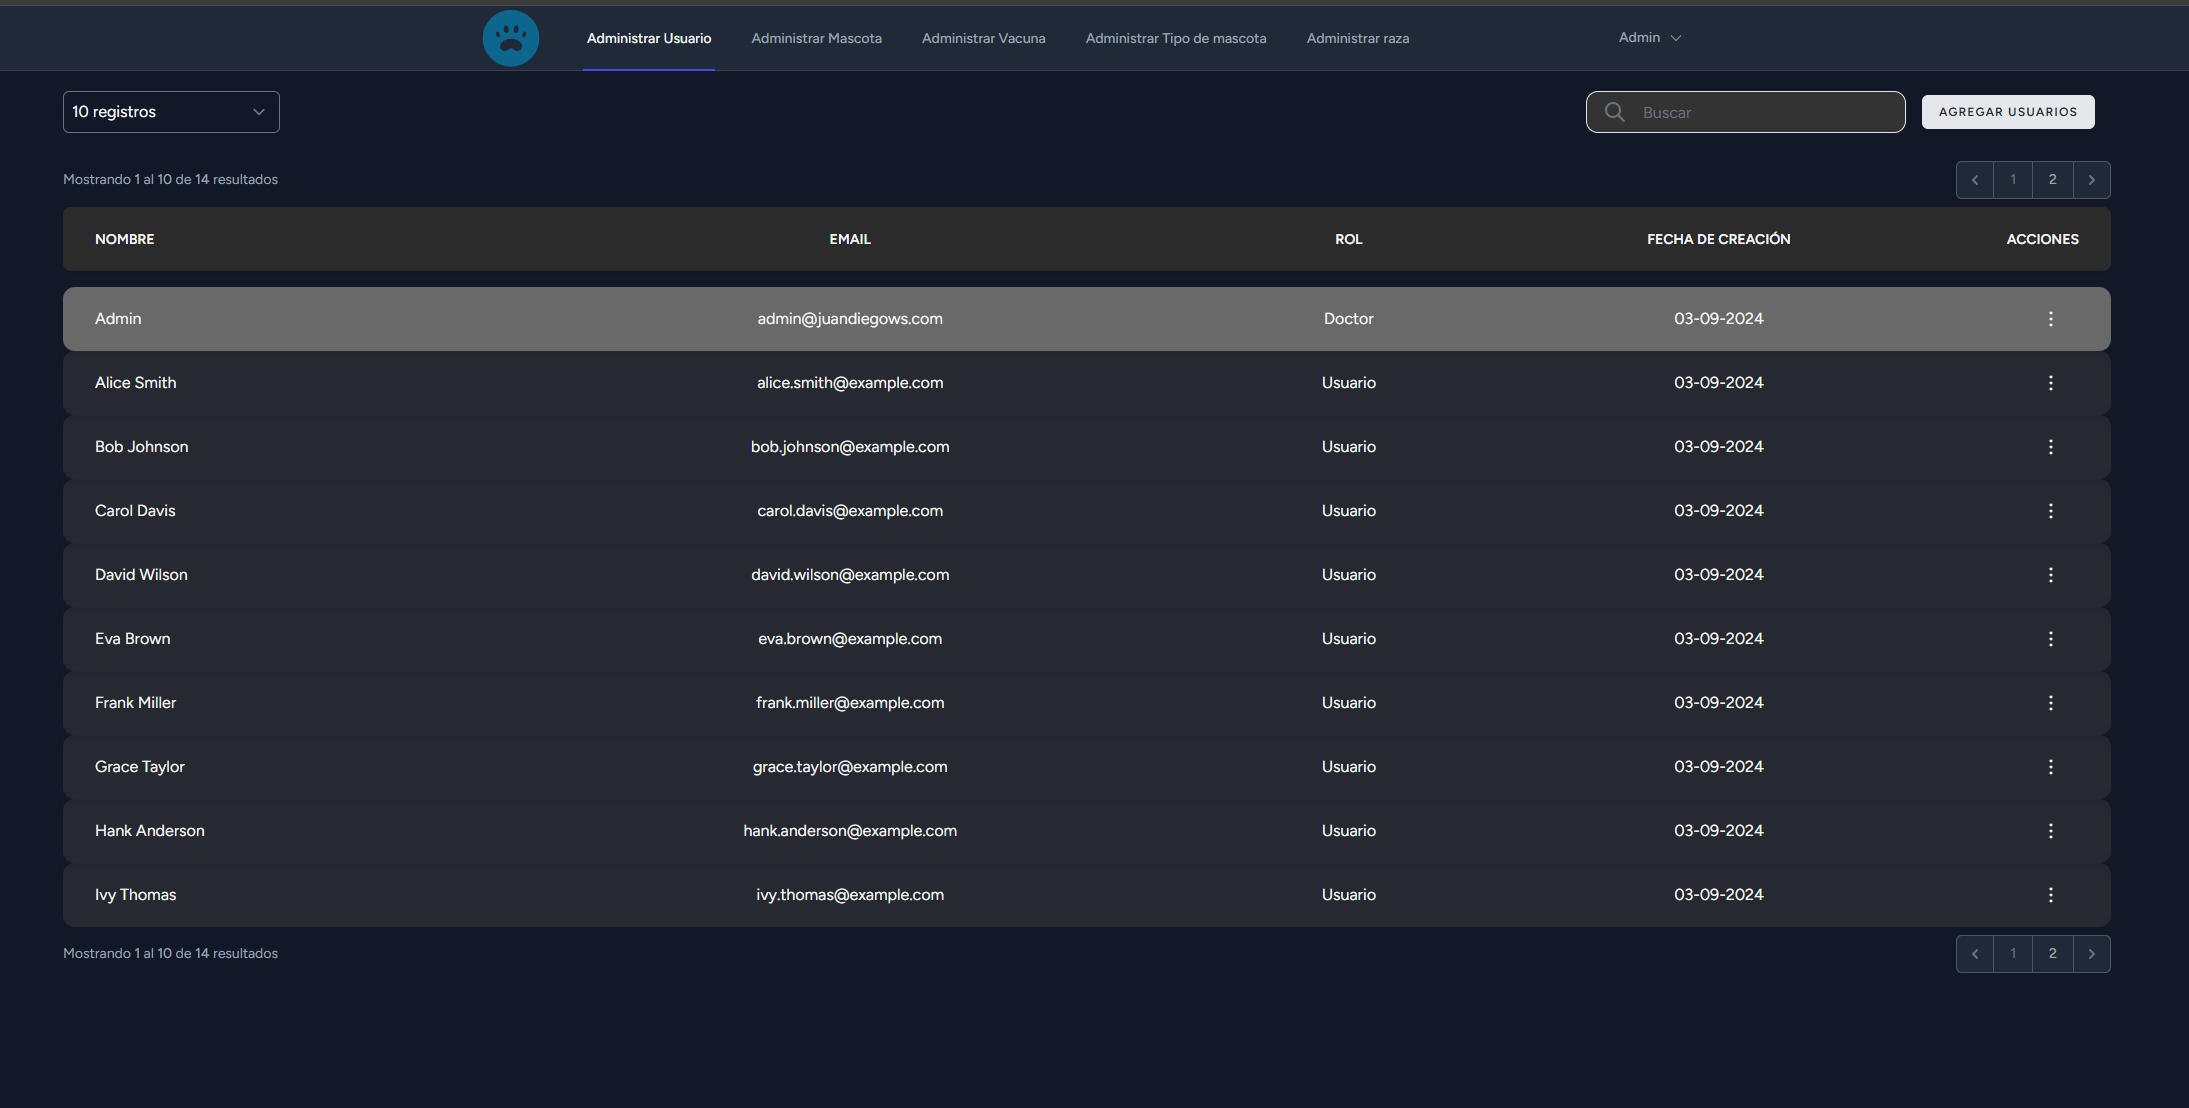 Administrar Usuario Administrar Mascota Administrar Vacuna Administrar Tipo de mascota Administrar raza Admin
10 registros Buscar AGREGAR USUARIOS
Mostrando 1 al 10 de 14 resultados 1 2
NOMBRE EMAIL ROL FECHA DE CREACIÓN ACCIONES
Admin admin@juandiegows.com Doctor 03-09-2024
Alice Smith alice.smith@example.com Usuario 03-09-2024
Bob Johnson bob.johnson@example.com Usuario 03-09-2024
Carol Davis carol.davis@example.com Usuario 03-09-2024
David Wilson david.wilson@example.com Usuario 03-09-2024
Eva Brown eva.brown@example.com Usuario 03-09-2024
Frank Miller frank.miller@example.com Usuario 03-09-2024
Grace Taylor grace.taylor@example.com Usuario 03-09-2024
Hank Anderson hank.anderson@example.com Usuario 03-09-2024
Ivy Thomas ivy.thomas@example.com Usuario 03-09-2024
Mostrando 1 al 10 de 14 resultados 1 2